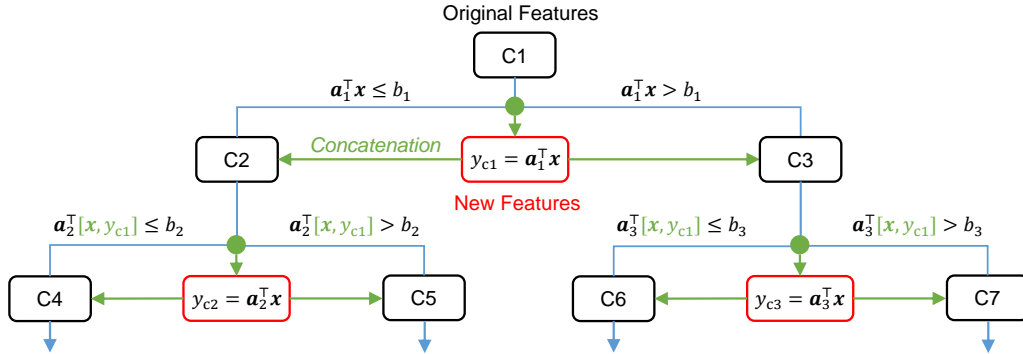 Original Features
C1
𝒂₁ᵀ𝒙 ≤ b₁
𝒂₁ᵀ𝒙 > b₁
C2
Concatenation
y_c1 = 𝒂₁ᵀ𝒙
C3
New Features
𝒂₂ᵀ[𝒙, y_c1] ≤ b₂
𝒂₂ᵀ[𝒙, y_c1] > b₂
𝒂₃ᵀ[𝒙, y_c1] ≤ b₃
𝒂₃ᵀ[𝒙, y_c1] > b₃
C4
y_c2 = 𝒂₂ᵀ𝒙
C5
C6
y_c3 = 𝒂₃ᵀ𝒙
C7